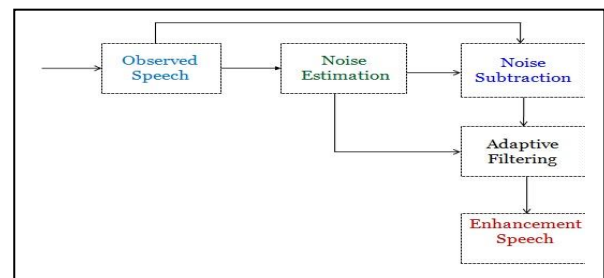 Observed
Speech
Noise
Estimation
Noise
Subtraction
Adaptive
Filtering
Enhancement
Speech